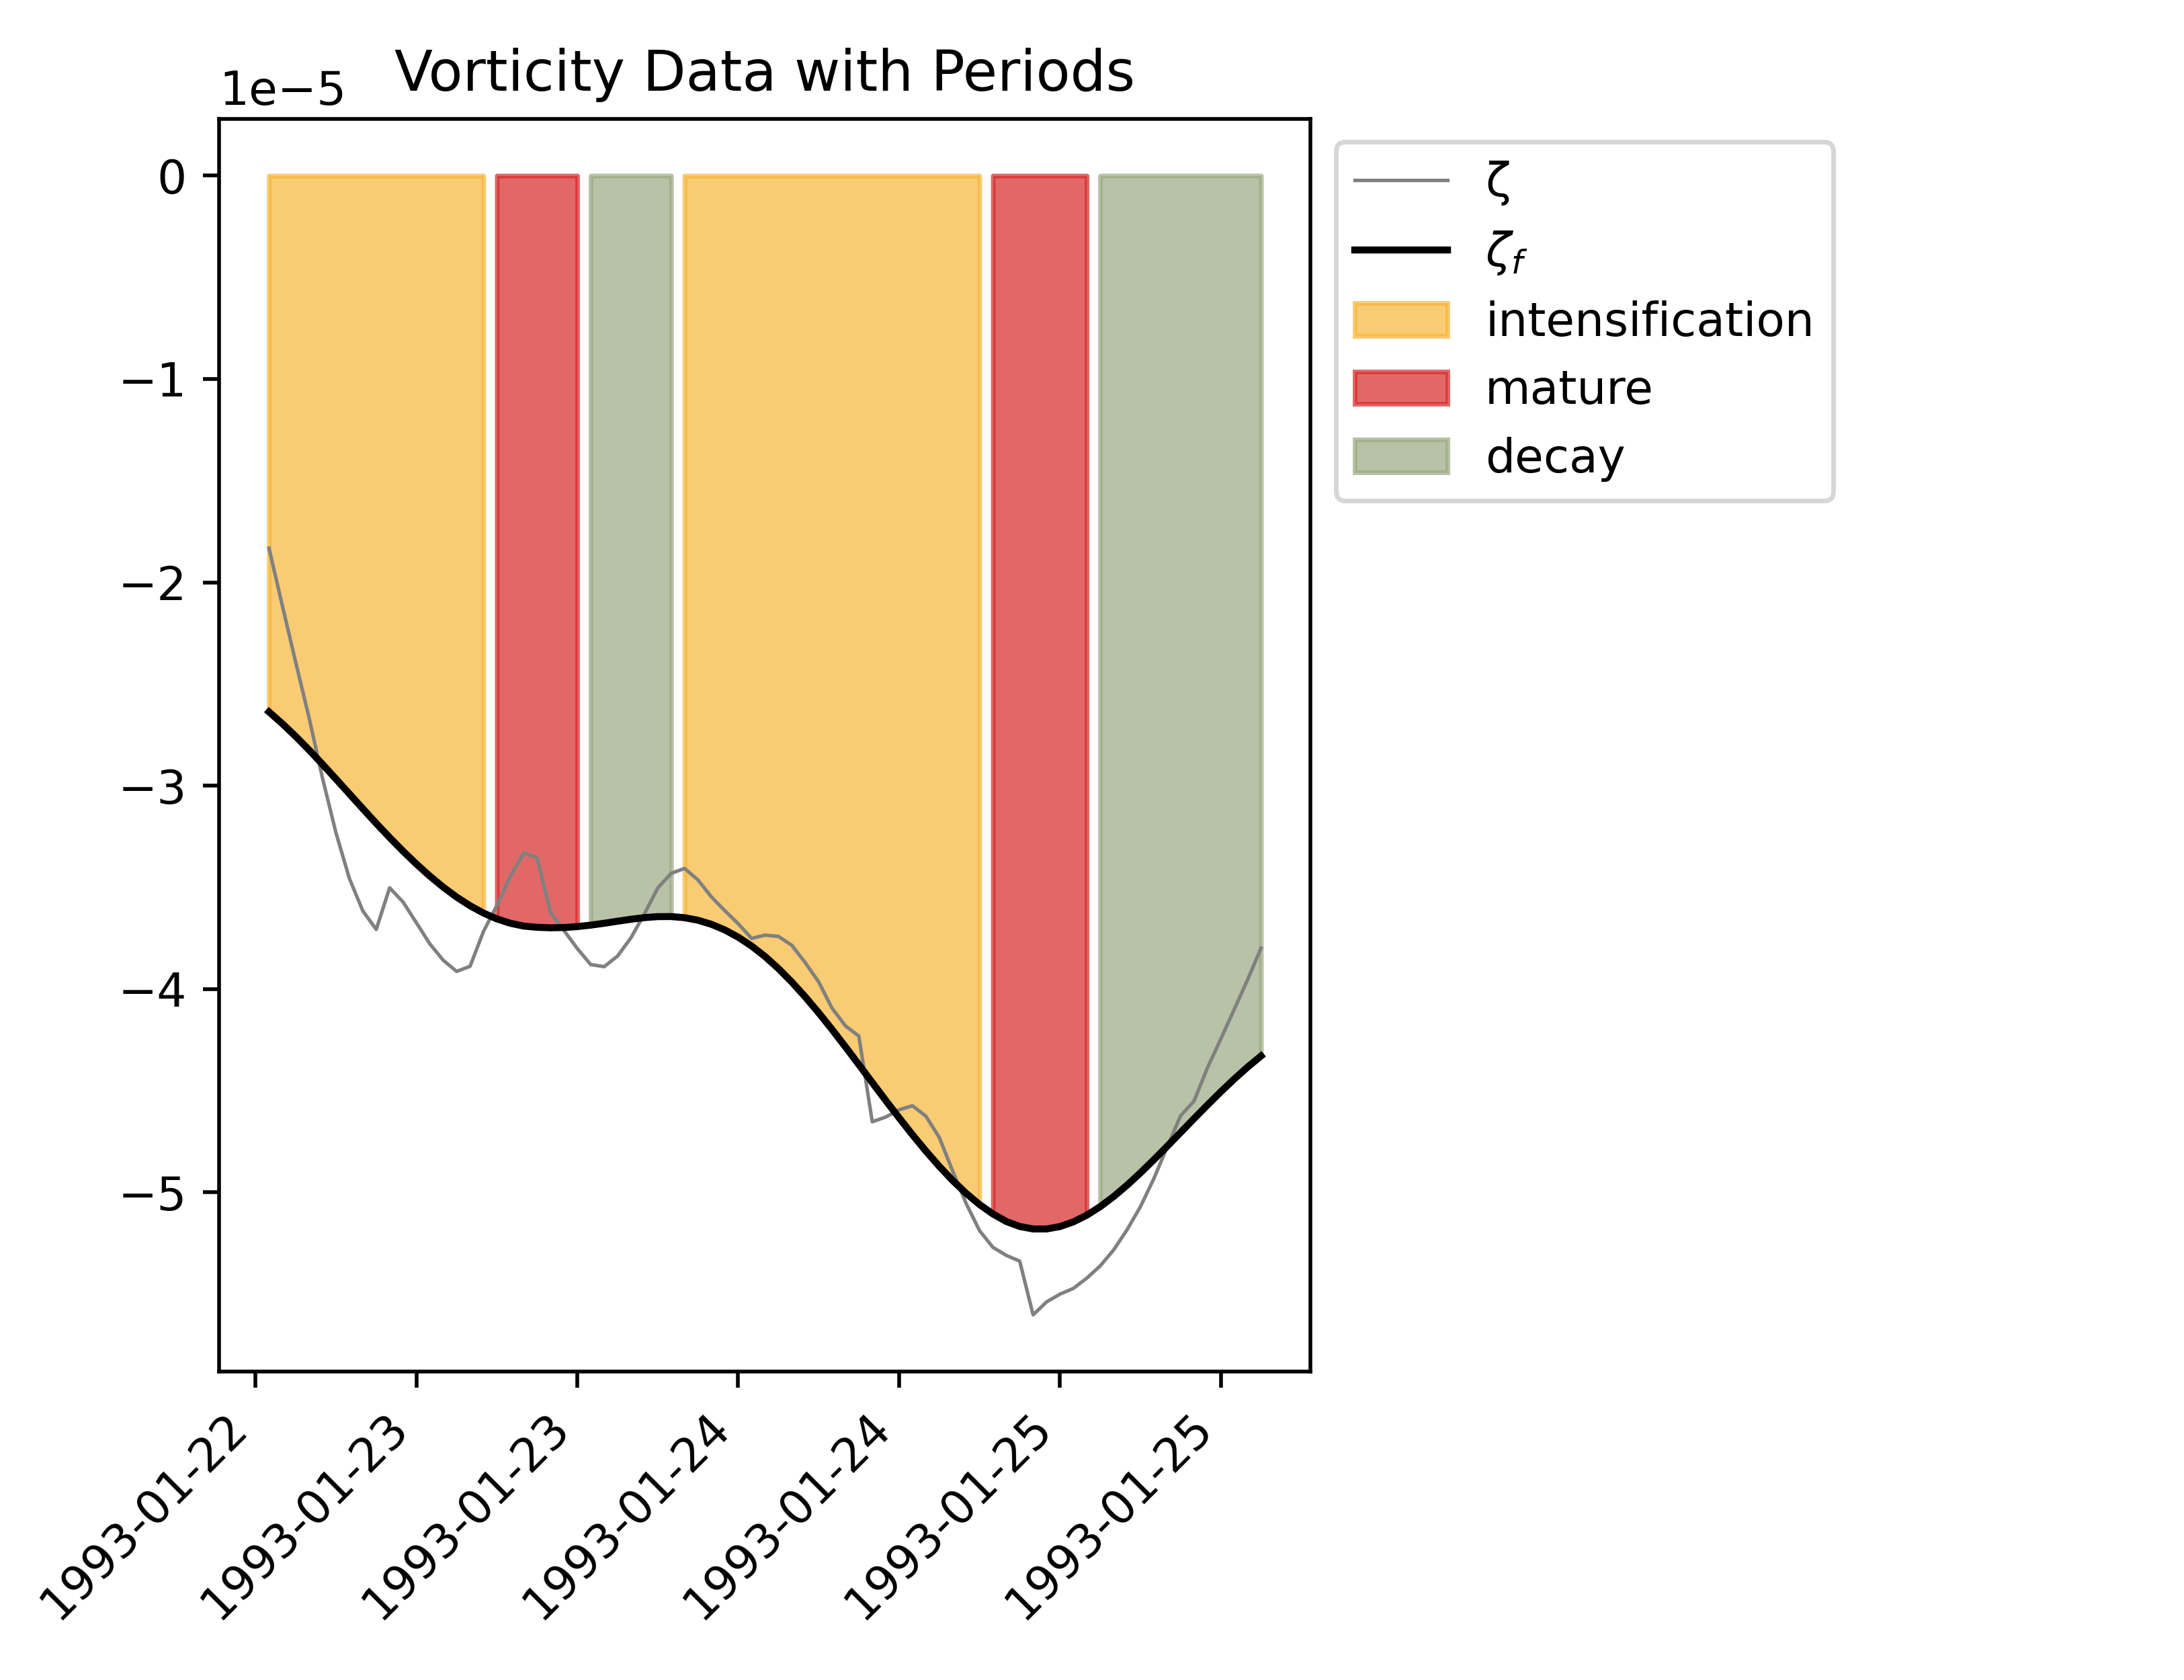 Vorticity Data with Periods
1e−5
0
−1
−2
−3
−4
−5
1993-01-22
1993-01-23
1993-01-23
1993-01-24
1993-01-24
1993-01-25
1993-01-25
ζ
ζf
intensification
mature
decay